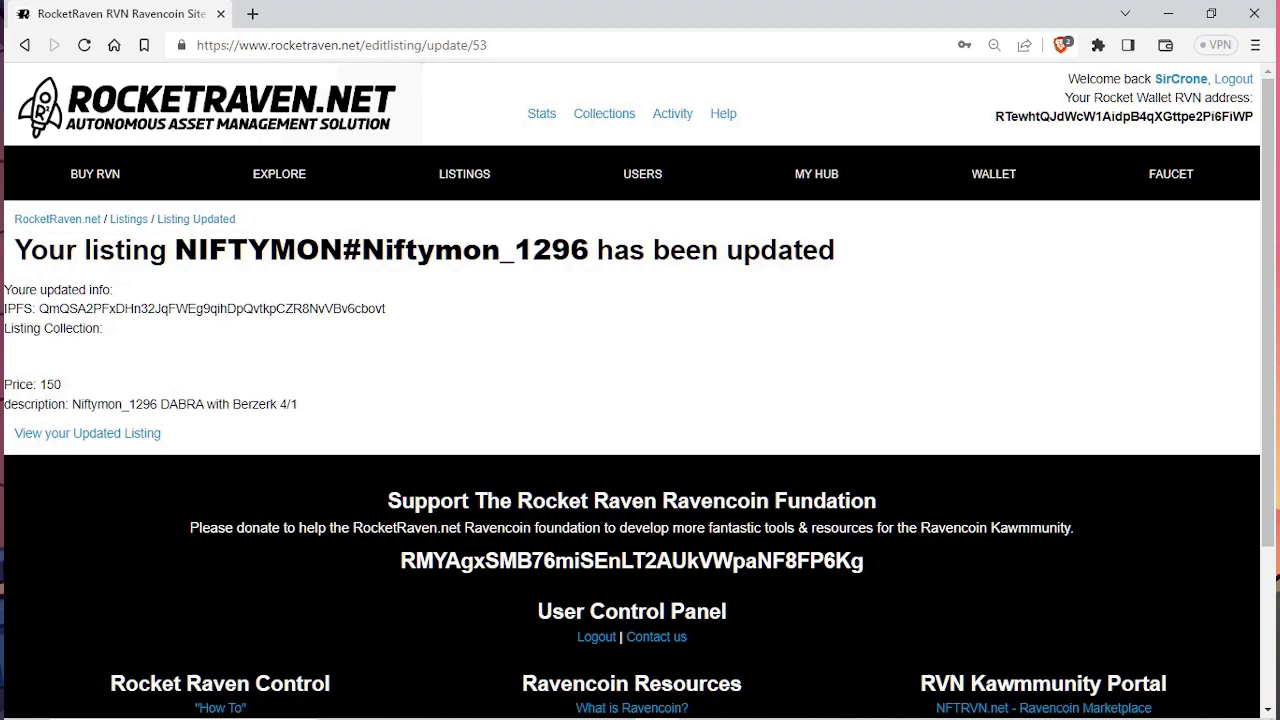 RocketRaven RVN Ravencoin Site
https://www.rocketraven.net/editlisting/update/53
2
VPN
ROCKETRAVEN.NET
AUTONOMOUS ASSET MANAGEMENT SOLUTION
Stats Collections Activity Help
Welcome back SirCrone, Logout
Your Rocket Wallet RVN address:
RTewhtQJdWcW1AidpB4qXGttpe2Pi6FiWP
BUY RVN EXPLORE LISTINGS USERS MY HUB WALLET FAUCET
RocketRaven.net / Listings / Listing Updated
Your listing NIFTYMON#Niftymon_1296 has been updated
Youre updated info:
IPFS: QmQSA2PFxDHn32JqFWEg9qihDpQvtkpCZR8NvVBv6cbovt
Listing Collection:
Price: 150
description: Niftymon_1296 DABRA with Berzerk 4/1
View your Updated Listing
Support The Rocket Raven Ravencoin Fundation
Please donate to help the RocketRaven.net Ravencoin foundation to develop more fantastic tools & resources for the Ravencoin Kawmmunity.
RMYAgxSMB76miSEnLT2AUkVWpaNF8FP6Kg
User Control Panel
Logout | Contact us
Rocket Raven Control Ravencoin Resources RVN Kawmmunity Portal
"How To" What is Ravencoin? NFTRVN.net - Ravencoin Marketplace